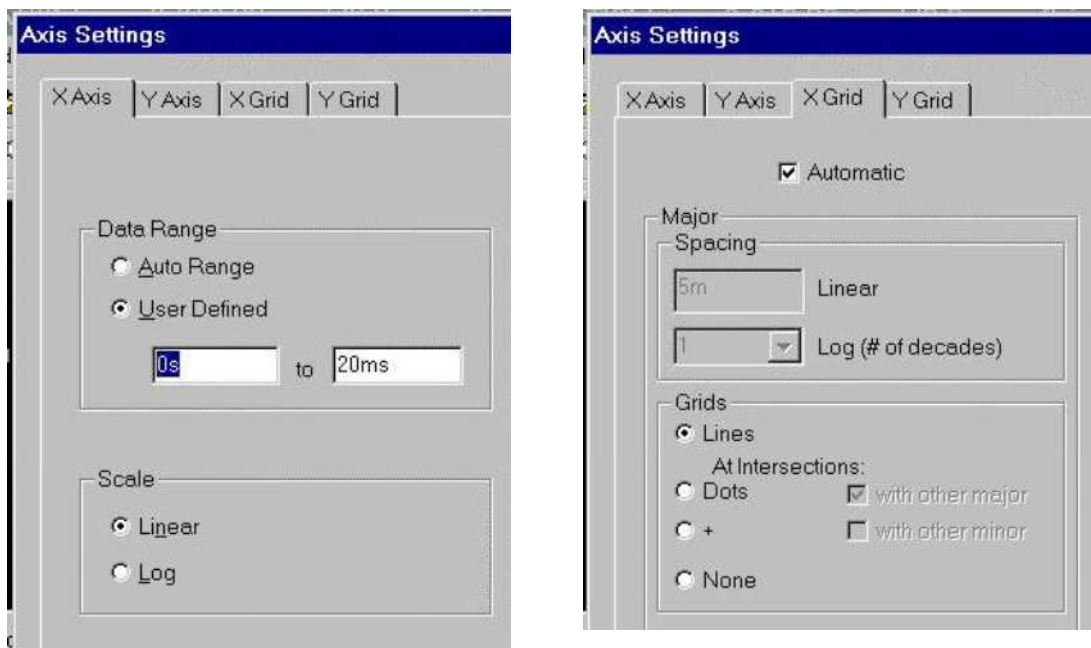 Axis Settings
X Axis Y Axis X Grid Y Grid
Data Range
Auto Range
User Defined
0s to 20ms
Scale
Linear
Log
Axis Settings
X Axis Y Axis X Grid Y Grid
Automatic
Major
Spacing
5m Linear
1 Log (# of decades)
Grids
Lines
At Intersections:
Dots with other major
+ with other minor
None